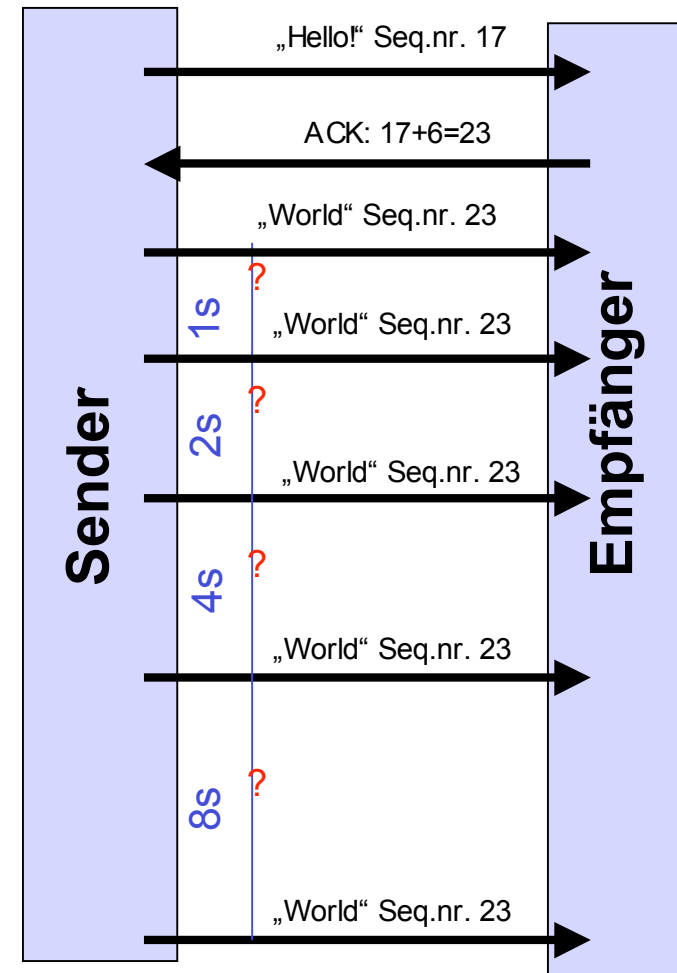 „Hello!“ Seq.nr. 17
ACK: 17+6=23
„World“ Seq.nr. 23
?
1s
„World“ Seq.nr. 23
?
2s
„World“ Seq.nr. 23
?
4s
„World“ Seq.nr. 23
?
8s
„World“ Seq.nr. 23
Sender
Empfänger